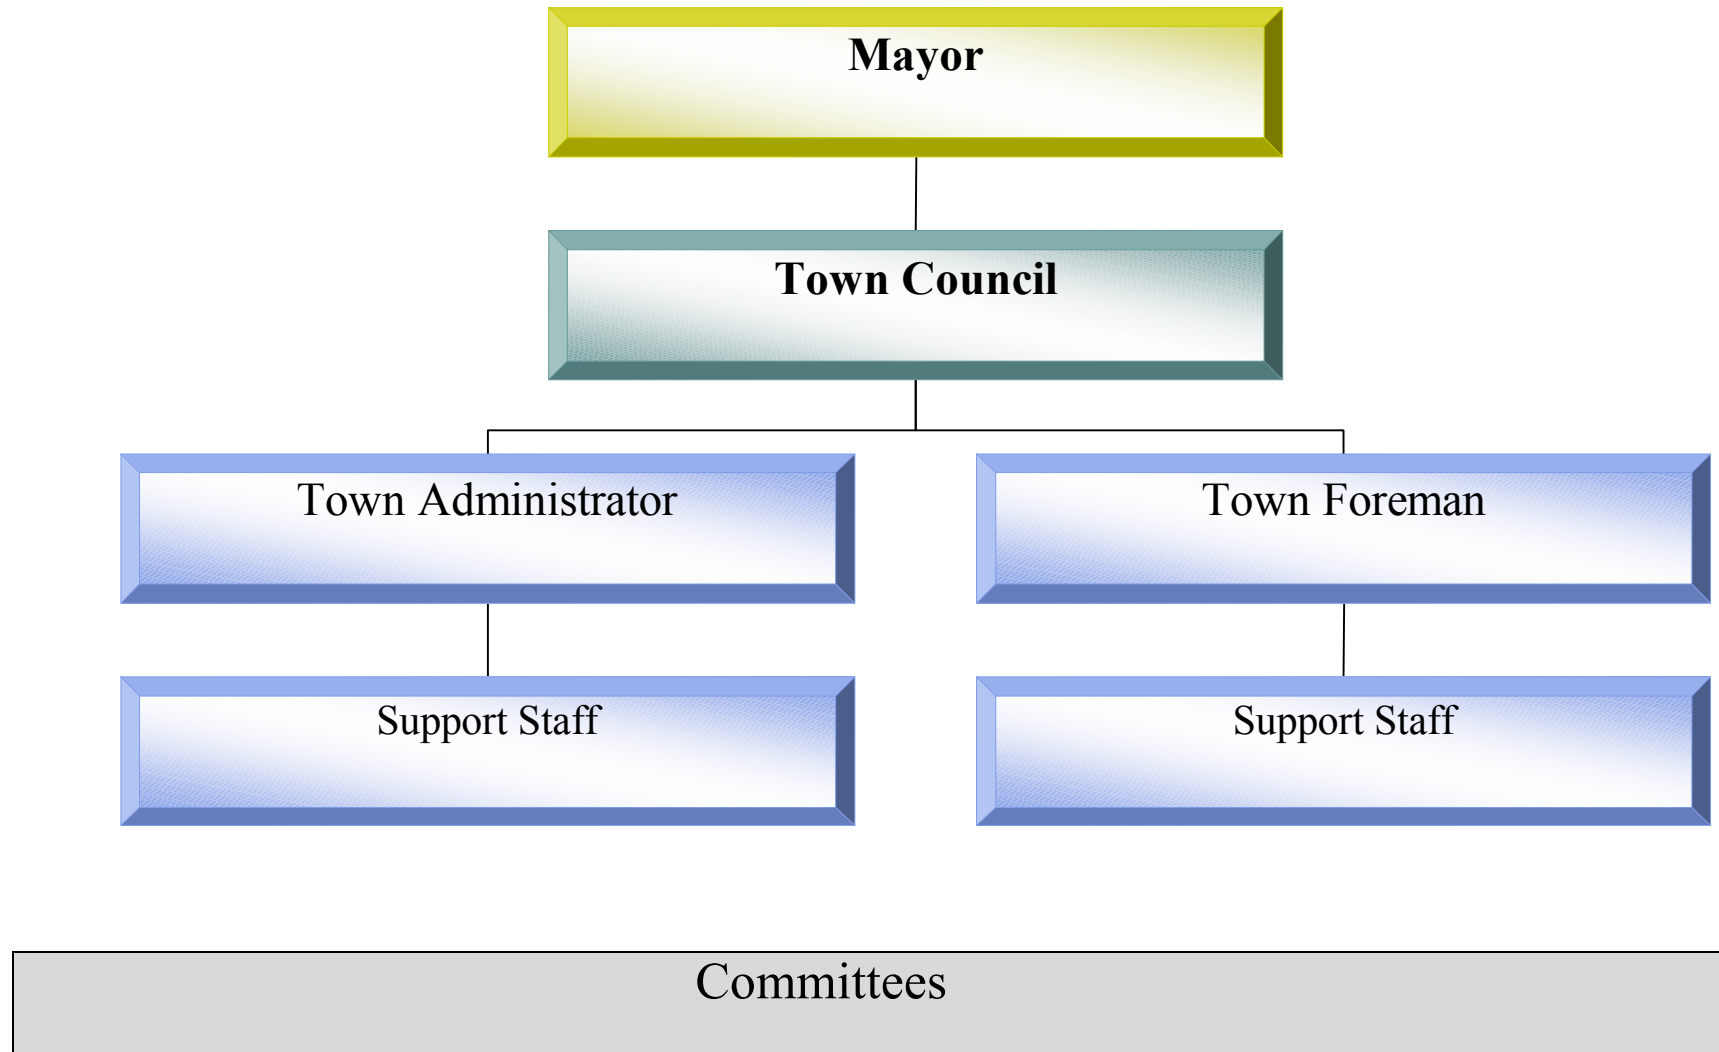 Mayor
Town Council
Town Administrator
Town Foreman
Support Staff
Support Staff
Committees